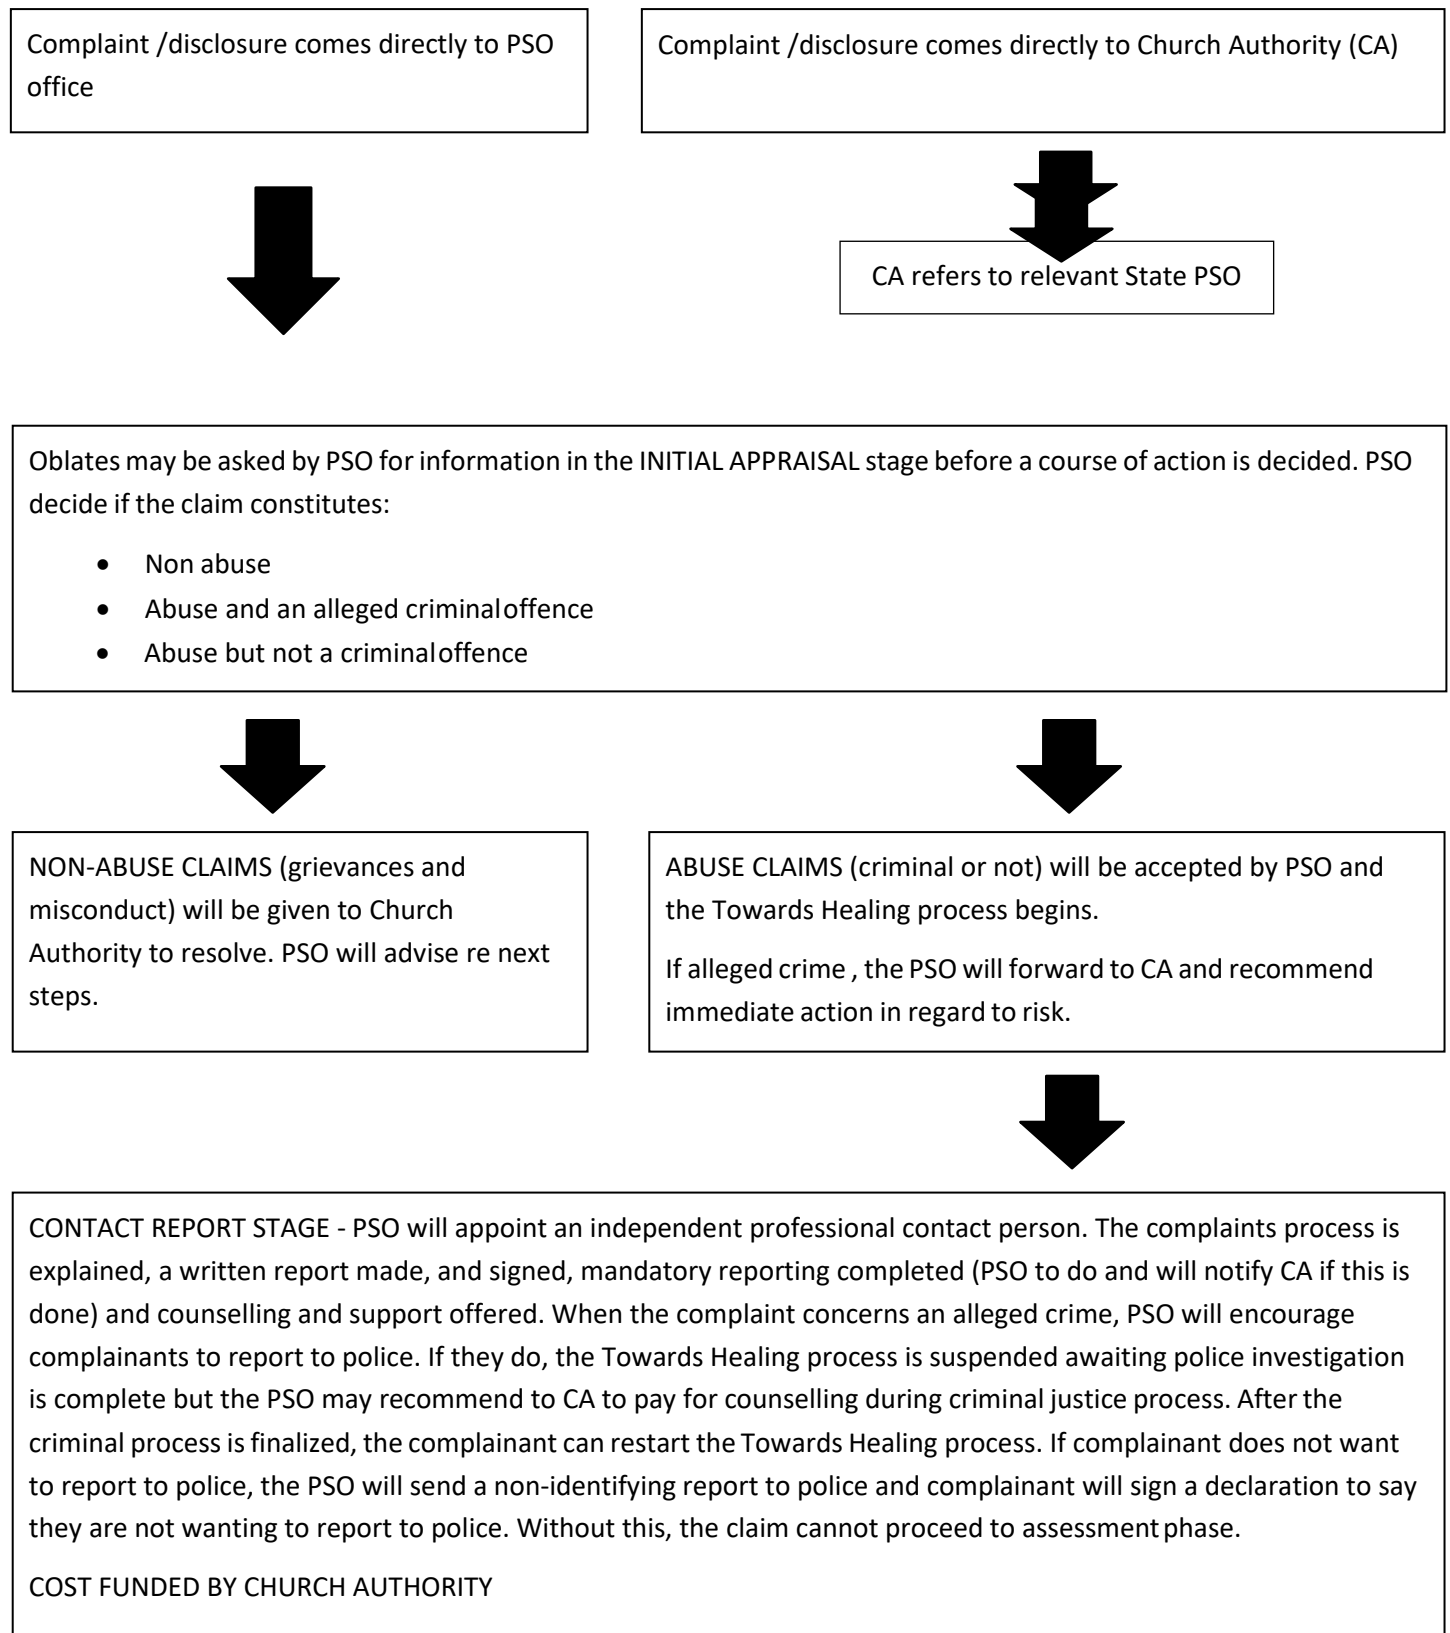 Complaint /disclosure comes directly to PSO
office
Complaint /disclosure comes directly to Church Authority (CA)
CA refers to relevant State PSO
Oblates may be asked by PSO for information in the INITIAL APPRAISAL stage before a course of action is decided. PSO
decide if the claim constitutes:
• Non abuse
• Abuse and an alleged criminal offence
• Abuse but not a criminal offence
NON-ABUSE CLAIMS (grievances and
misconduct) will be given to Church
Authority to resolve. PSO will advise re next
steps.
ABUSE CLAIMS (criminal or not) will be accepted by PSO and
the Towards Healing process begins.
If alleged crime , the PSO will forward to CA and recommend
immediate action in regard to risk.
CONTACT REPORT STAGE - PSO will appoint an independent professional contact person. The complaints process is
explained, a written report made, and signed, mandatory reporting completed (PSO to do and will notify CA if this is
done) and counselling and support offered. When the complaint concerns an alleged crime, PSO will encourage
complainants to report to police. If they do, the Towards Healing process is suspended awaiting police investigation
is complete but the PSO may recommend to CA to pay for counselling during criminal justice process. After the
criminal process is finalized, the complainant can restart the Towards Healing process. If complainant does not want
to report to police, the PSO will send a non-identifying report to police and complainant will sign a declaration to say
they are not wanting to report to police. Without this, the claim cannot proceed to assessment phase.
COST FUNDED BY CHURCH AUTHORITY